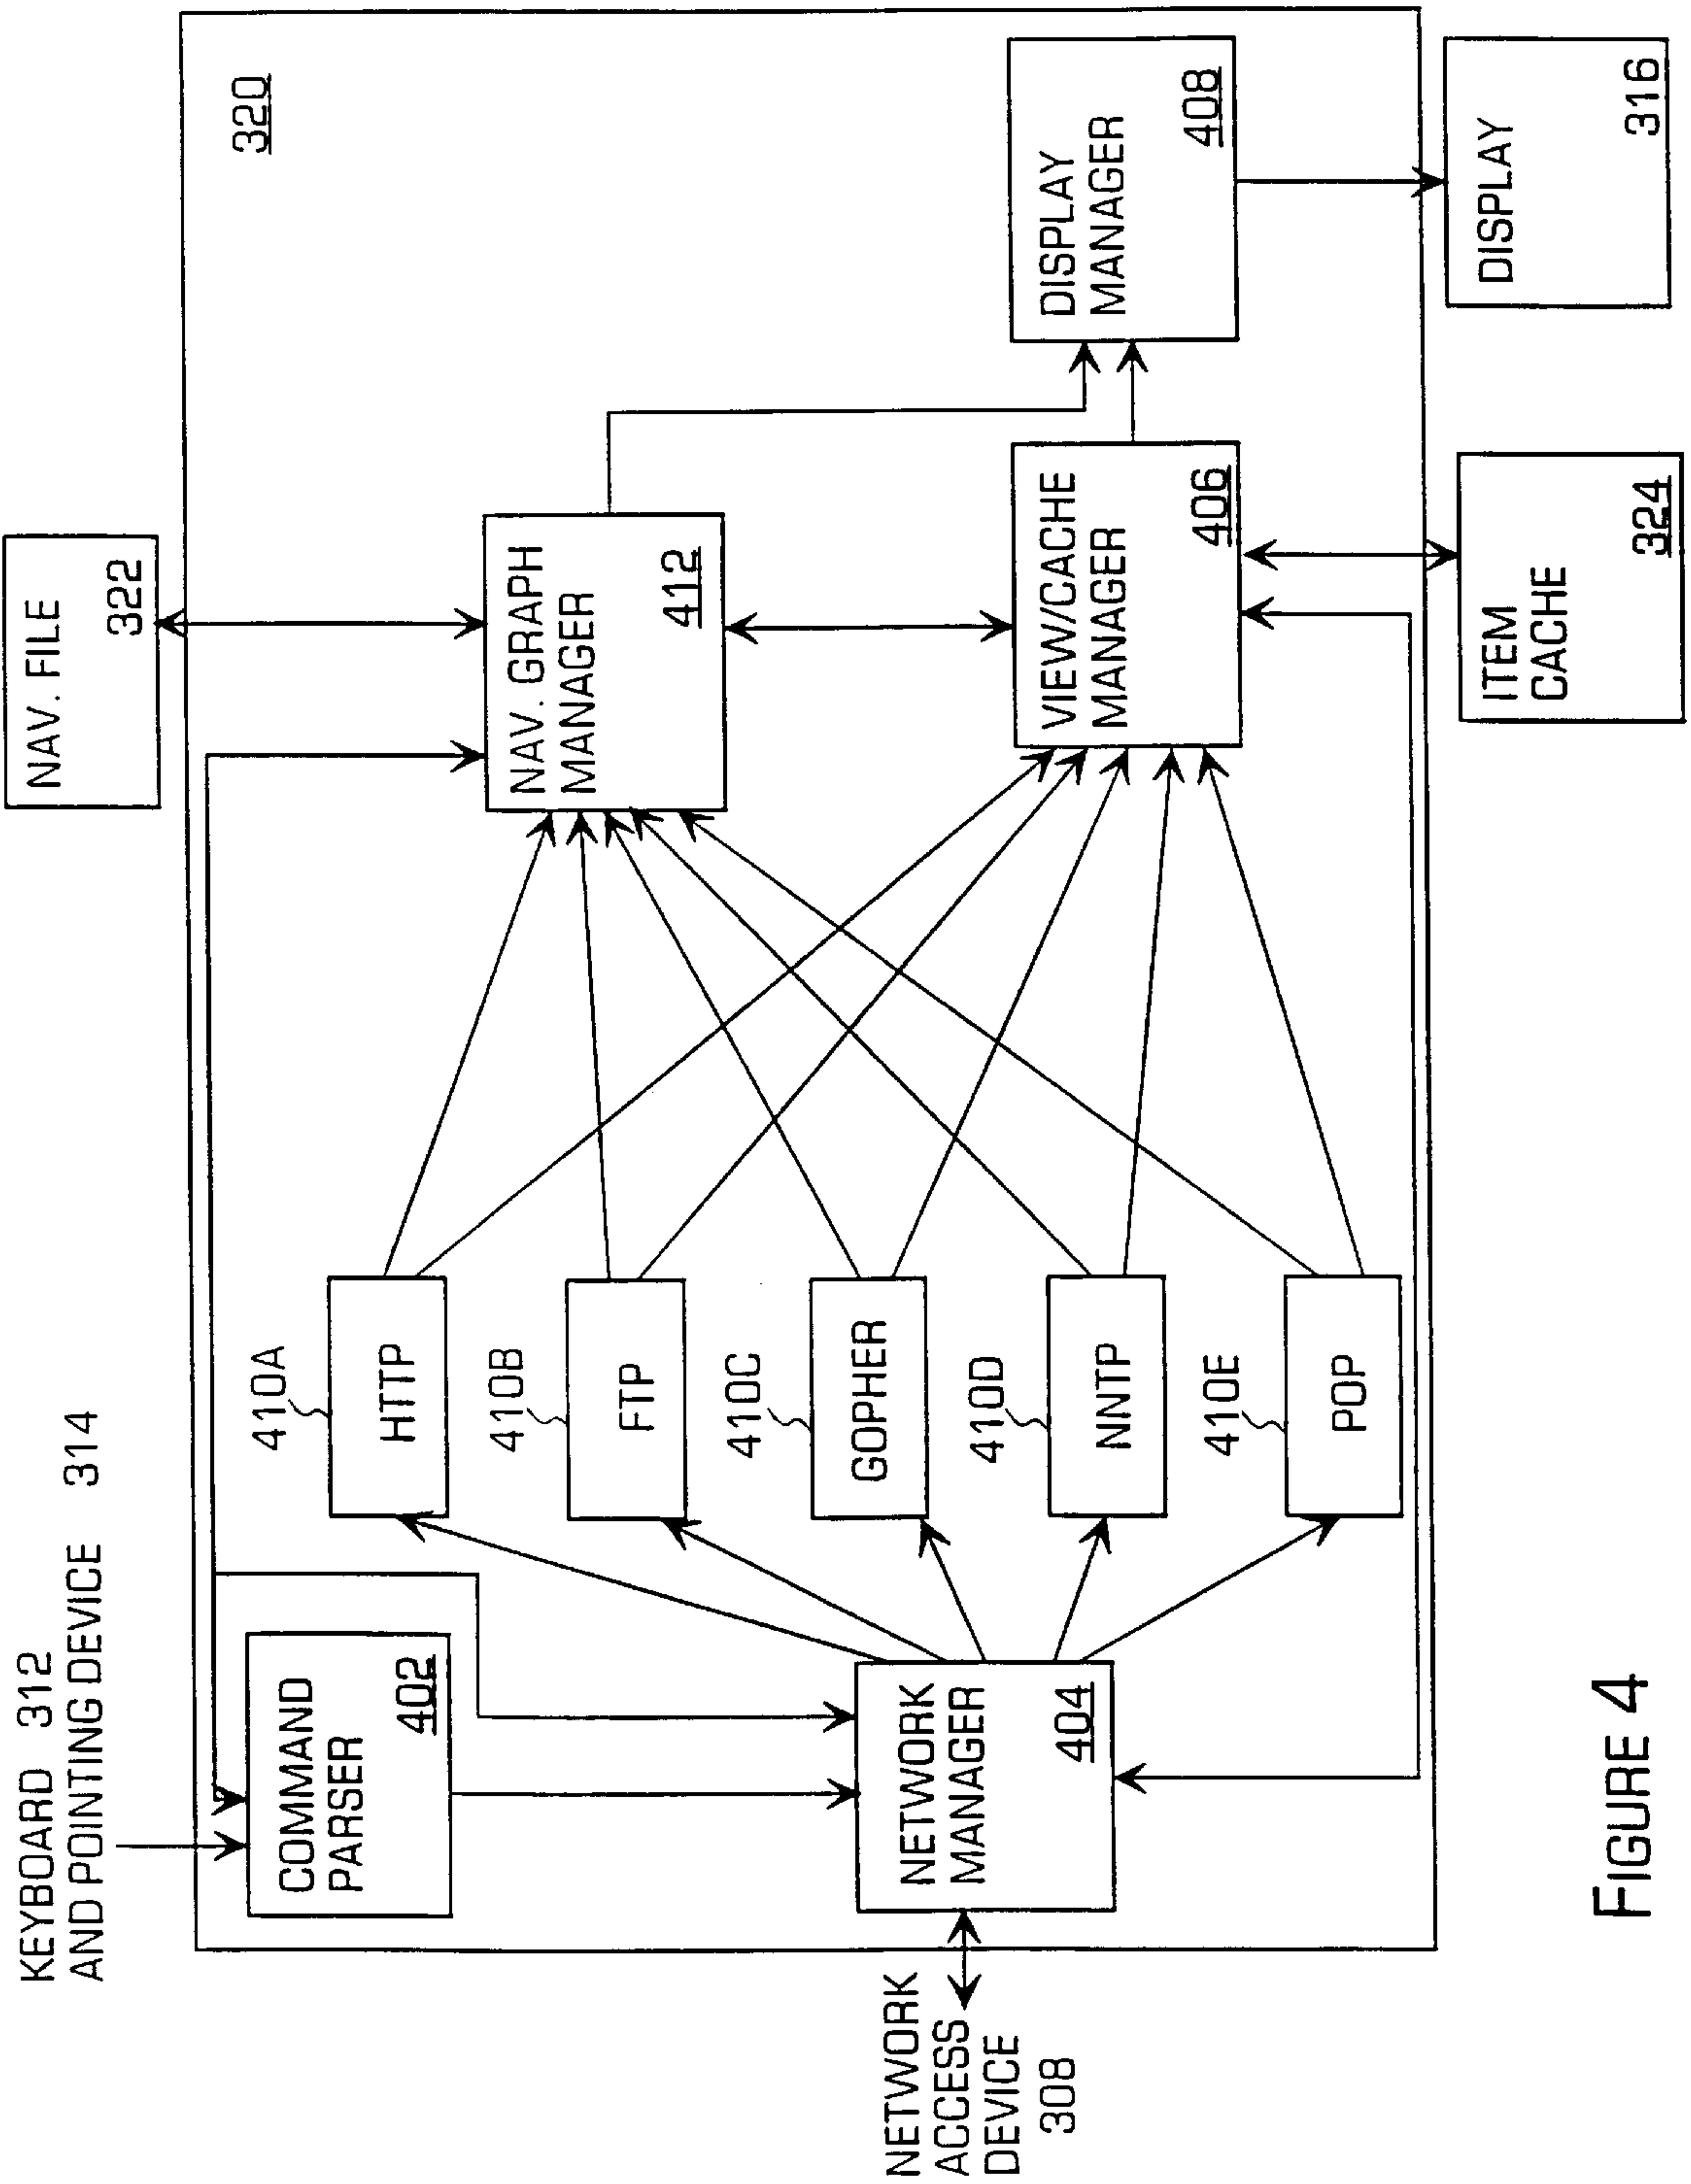 KEYBOARD 312
AND POINTING DEVICE 314
NAV. FILE
322
320
COMMAND
PARSER
402
410A
HTTP
410B
FTP
410C
GOPHER
410D
NNTP
410E
POP
NAV. GRAPH
MANAGER
412
NETWORK
MANAGER
404
VIEW/CACHE
MANAGER
406
DISPLAY
MANAGER
408
NETWORK
ACCESS
DEVICE
308
ITEM
CACHE
324
DISPLAY
316
FIGURE 4